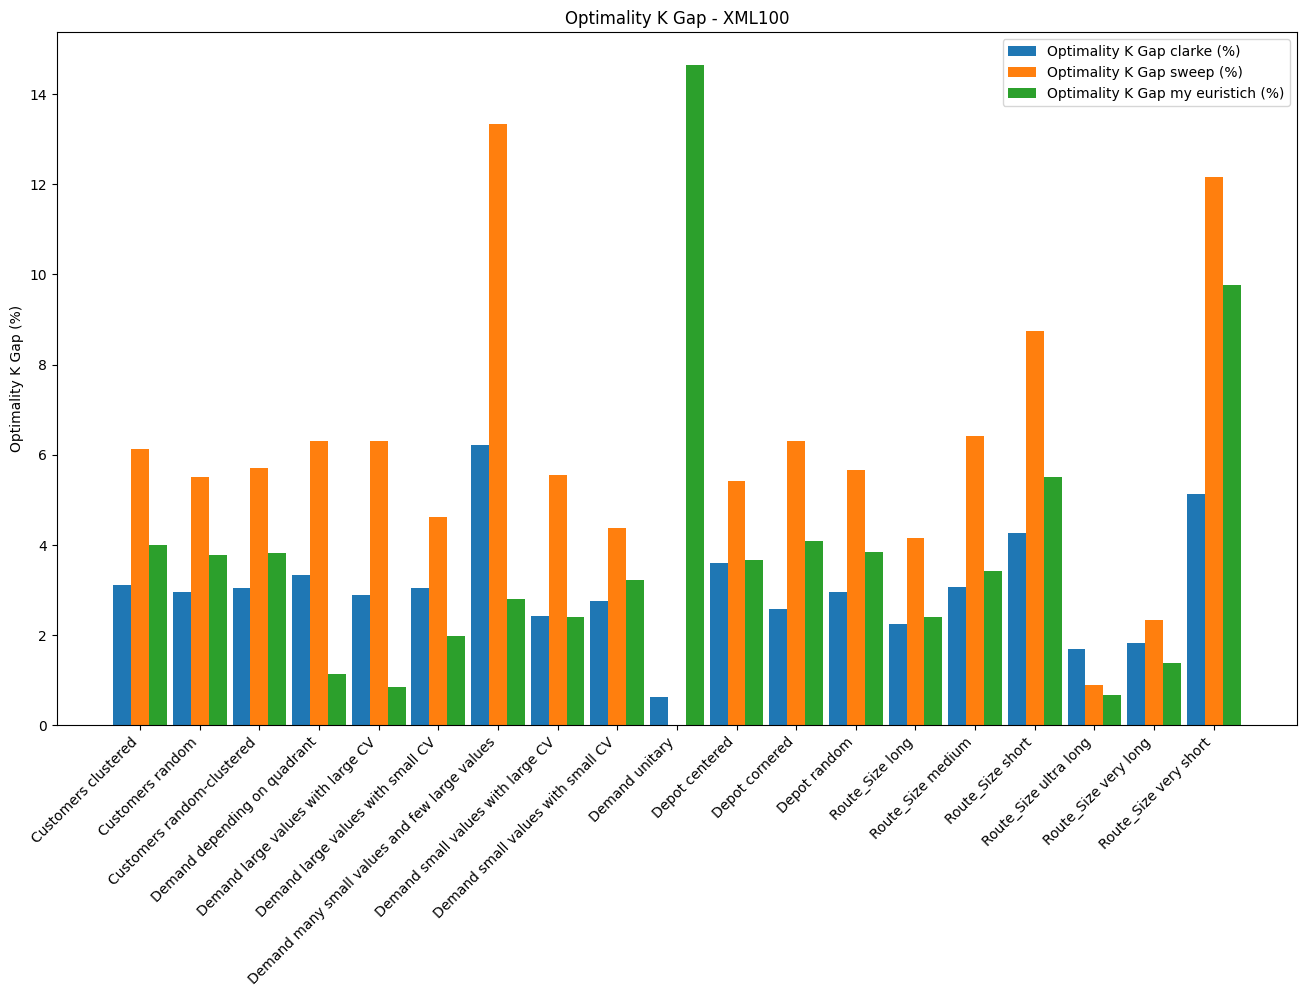 Optimality K Gap - XML100
Optimality K Gap clarke (%)
Optimality K Gap sweep (%)
Optimality K Gap my euristich (%)
Optimality K Gap (%)
14
12
10
8
6
4
2
0
Customers clustered
Customers random
Customers random-clustered
Demand depending on quadrant
Demand large values with large CV
Demand large values with small CV
Demand many small values and few large values
Demand small values with large CV
Demand small values with small CV
Demand unitary
Depot centered
Depot cornered
Depot random
Route_Size long
Route_Size medium
Route_Size short
Route_Size ultra long
Route_Size very long
Route_Size very short